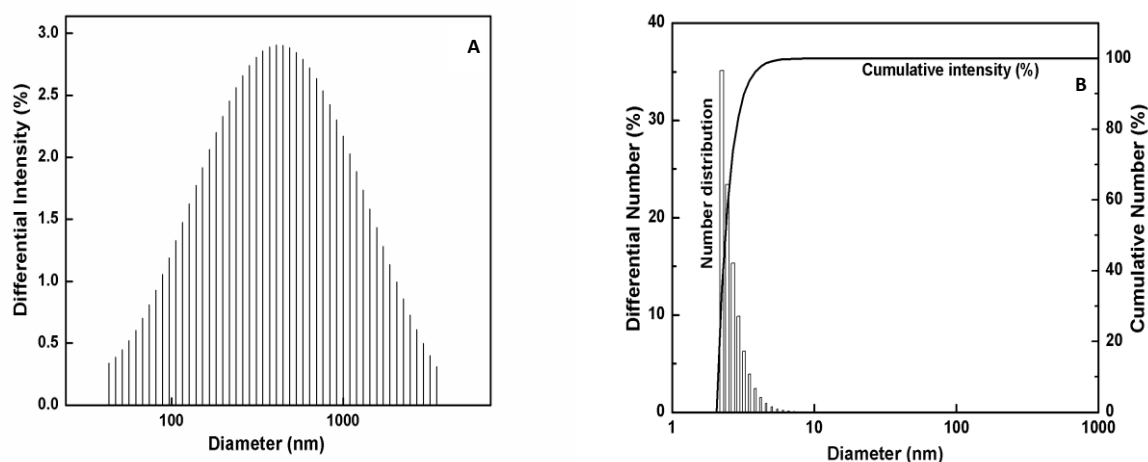 A
Differential Intensity (%)
3.0
2.5
2.0
1.5
1.0
0.5
0.0
100
1000
Diameter (nm)
B
Differential Number (%)
40
30
20
10
0
Number distribution
Cumulative intensity (%)
100
80
60
40
20
0
Cumulative Number (%)
1
10
100
1000
Diameter (nm)